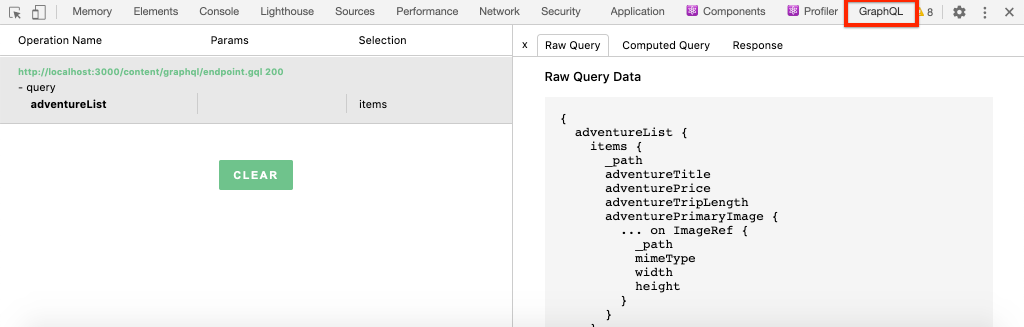 Memory Elements Console Lighthouse Sources Performance Network Security Application Components Profiler GraphQL 8
Operation Name Params Selection
http://localhost:3000/content/graphql/endpoint.gql 200
- query
adventureList items
CLEAR
x Raw Query Computed Query Response
Raw Query Data
{
adventureList {
items {
_path
adventureTitle
adventurePrice
adventureTripLength
adventurePrimaryImage {
... on ImageRef {
_path
mimeType
width
height
}
}